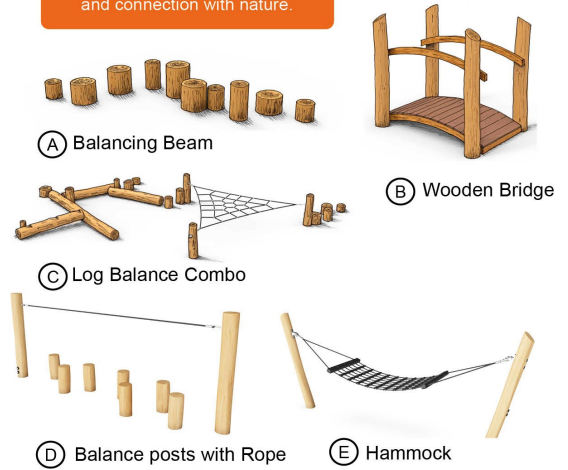 and connection with nature.
A Balancing Beam
B Wooden Bridge
C Log Balance Combo
D Balance posts with Rope
E Hammock